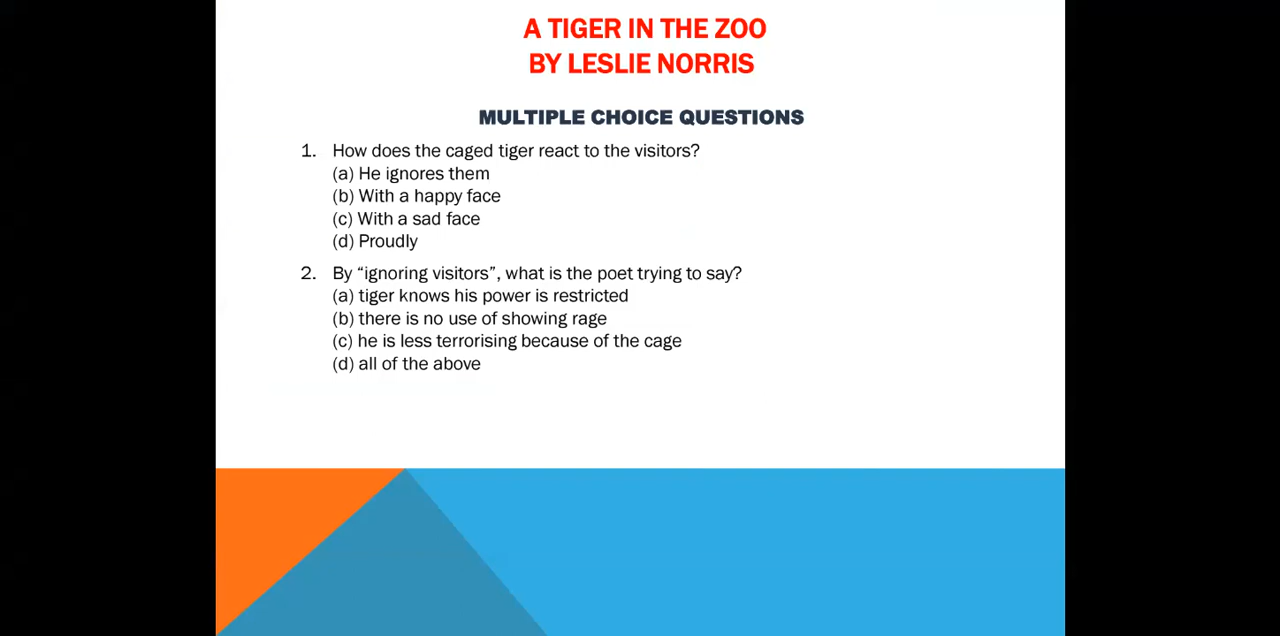 A TIGER IN THE ZOO
BY LESLIE NORRIS
MULTIPLE CHOICE QUESTIONS
1. How does the caged tiger react to the visitors?
(a) He ignores them
(b) With a happy face
(c) With a sad face
(d) Proudly
2. By “ignoring visitors”, what is the poet trying to say?
(a) tiger knows his power is restricted
(b) there is no use of showing rage
(c) he is less terrorising because of the cage
(d) all of the above